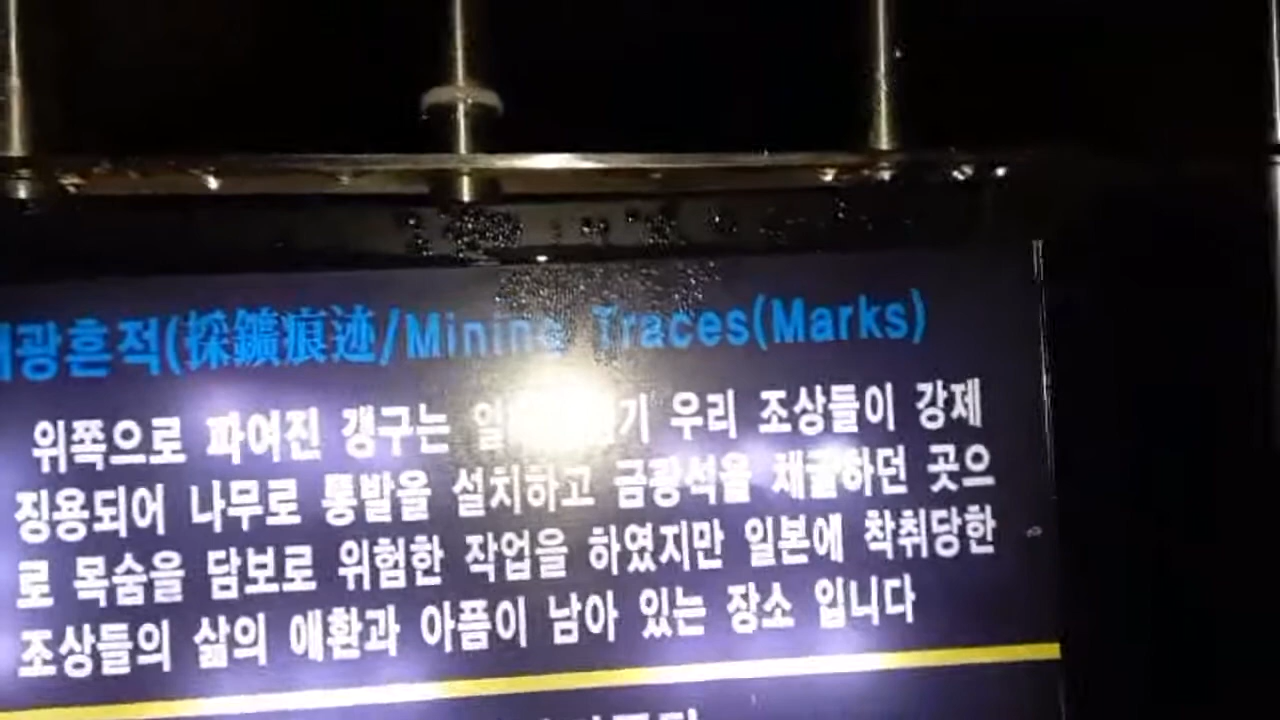 광흔적(採鑛痕迹/Mining Traces(Marks)
위쪽으로 파여진 갱구는 우리 조상들이 강제
징용되어 나무로 통발을 설치하고 금광석을 채굴하던 곳으
로 목숨을 담보로 위험한 작업을 하였지만 일본에 착취당한
조상들의 삶의 애환과 아픔이 남아 있는 장소 입니다